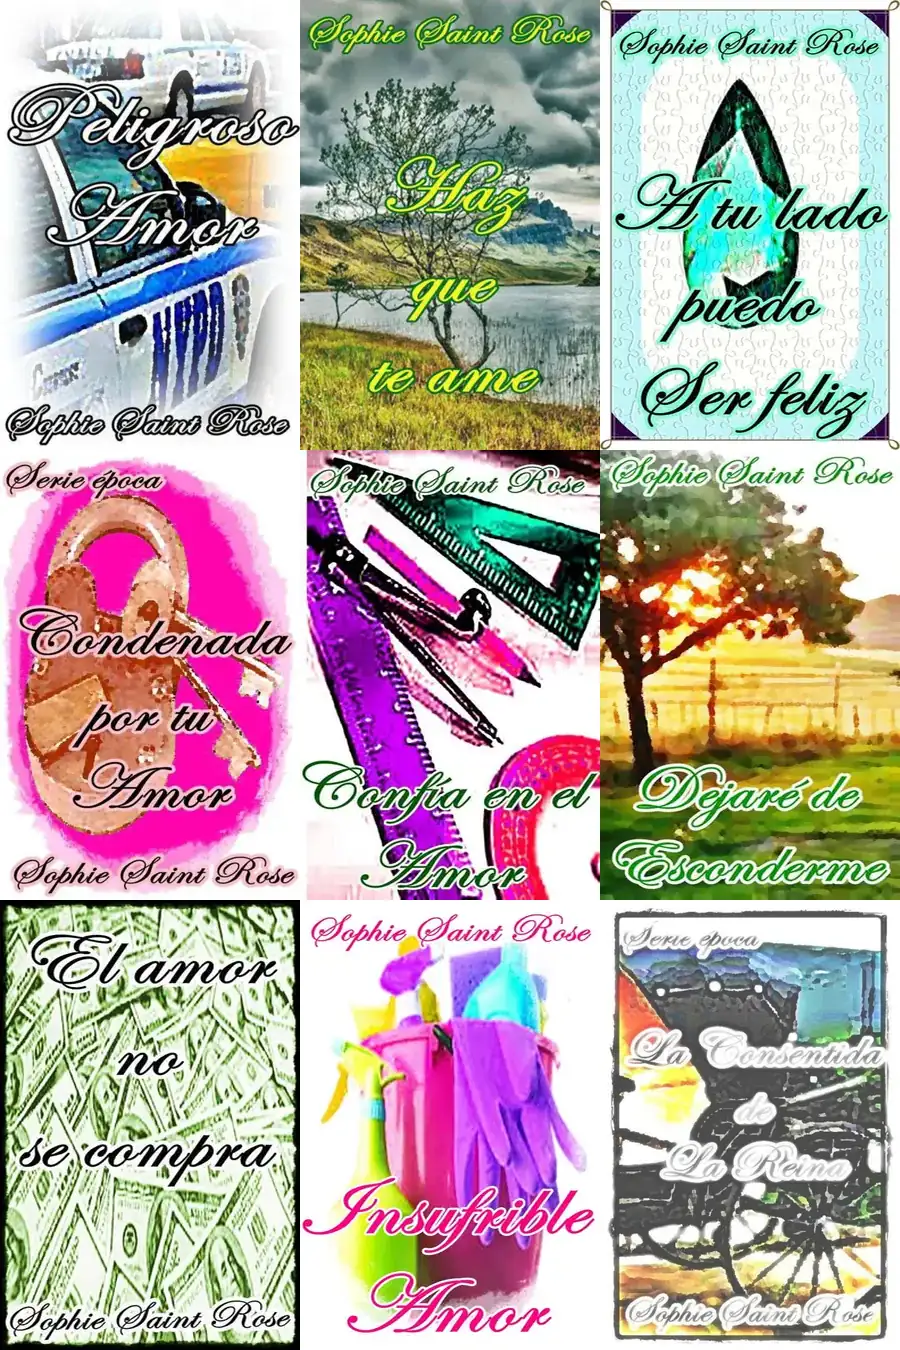 Peligroso
Amor
Sophie Saint Rose
Sophie Saint Rose
Haz
que
te ame
Sophie Saint Rose
A tu lado
puedo
Ser feliz
Serie época
Condenada
por tu
Amor
Sophie Saint Rose
Sophie Saint Rose
Confía en el
Amor
Sophie Saint Rose
Dejaré de
Esconderme
El amor
no
se compra
Sophie Saint Rose
Sophie Saint Rose
Insufrible
Amor
Serie época
La Consentida
de
La Reina
Sophie Saint Rose